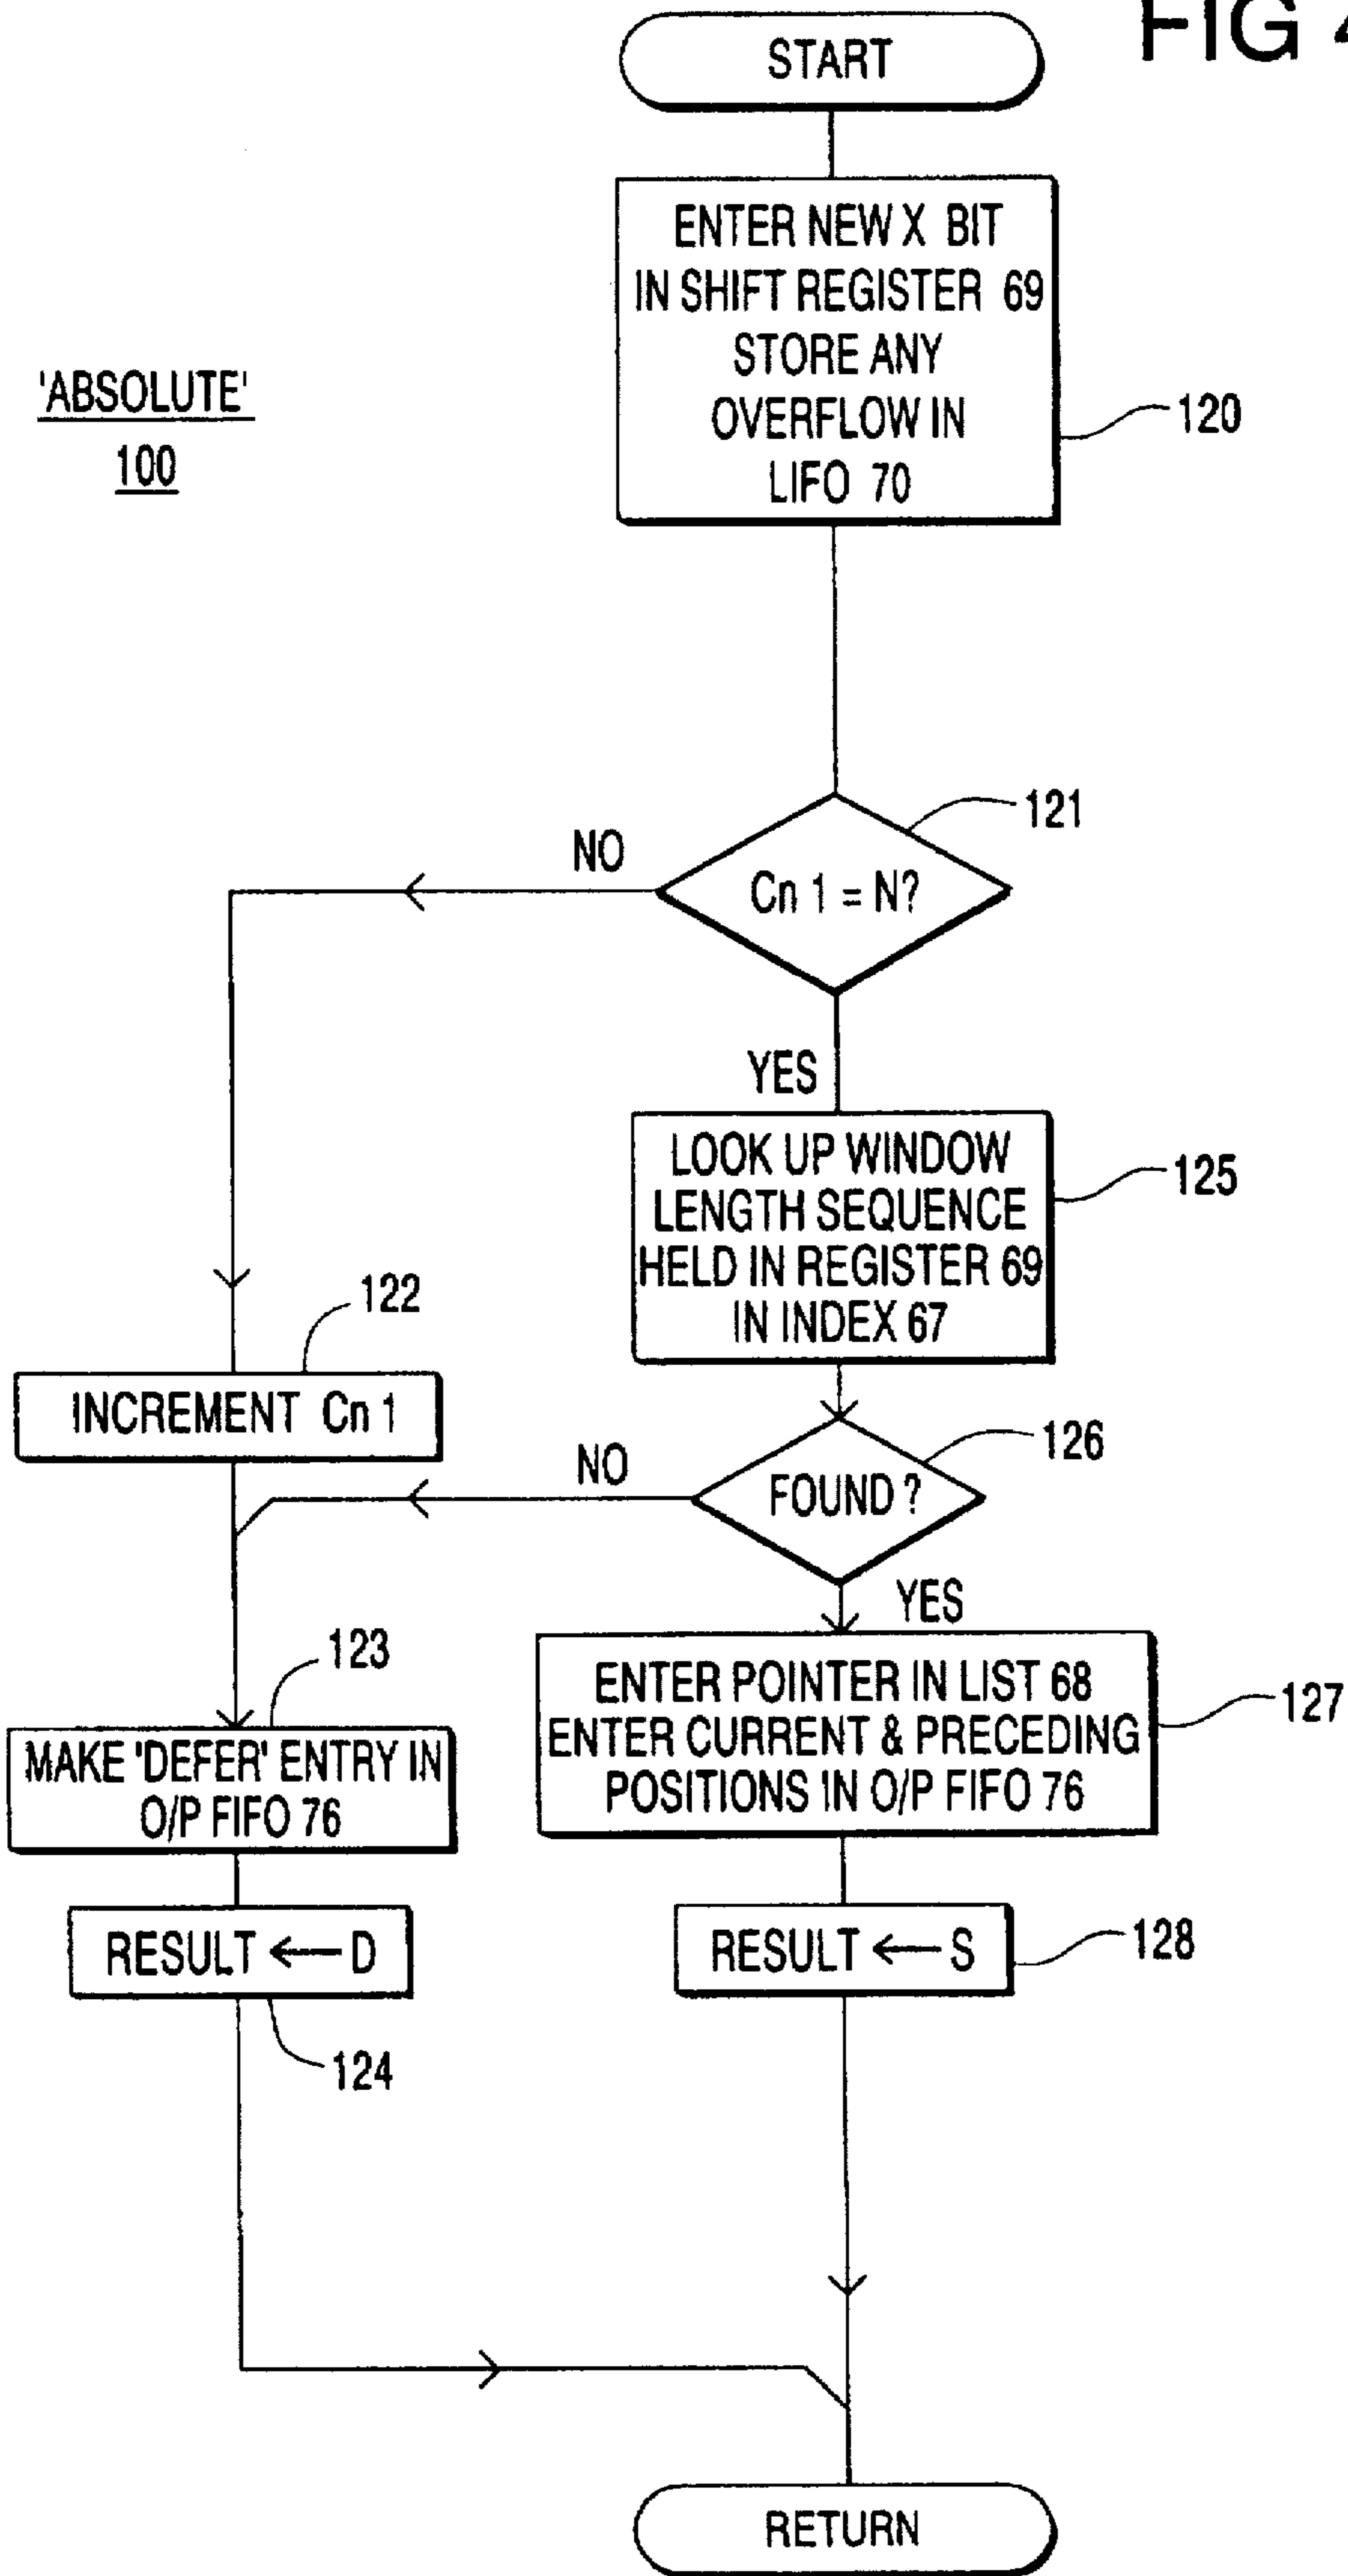 FIG 4
START
ENTER NEW X BIT
IN SHIFT REGISTER 69
STORE ANY
OVERFLOW IN
LIFO 70
120
'ABSOLUTE'
100
121
NO
Cn 1 = N?
YES
LOOK UP WINDOW
LENGTH SEQUENCE
HELD IN REGISTER 69
IN INDEX 67
125
122
INCREMENT Cn 1
126
NO
FOUND ?
YES
123
MAKE 'DEFER' ENTRY IN
O/P FIFO 76
ENTER POINTER IN LIST 68
ENTER CURRENT & PRECEDING
POSITIONS IN O/P FIFO 76
127
RESULT ← D
124
RESULT ← S
128
RETURN